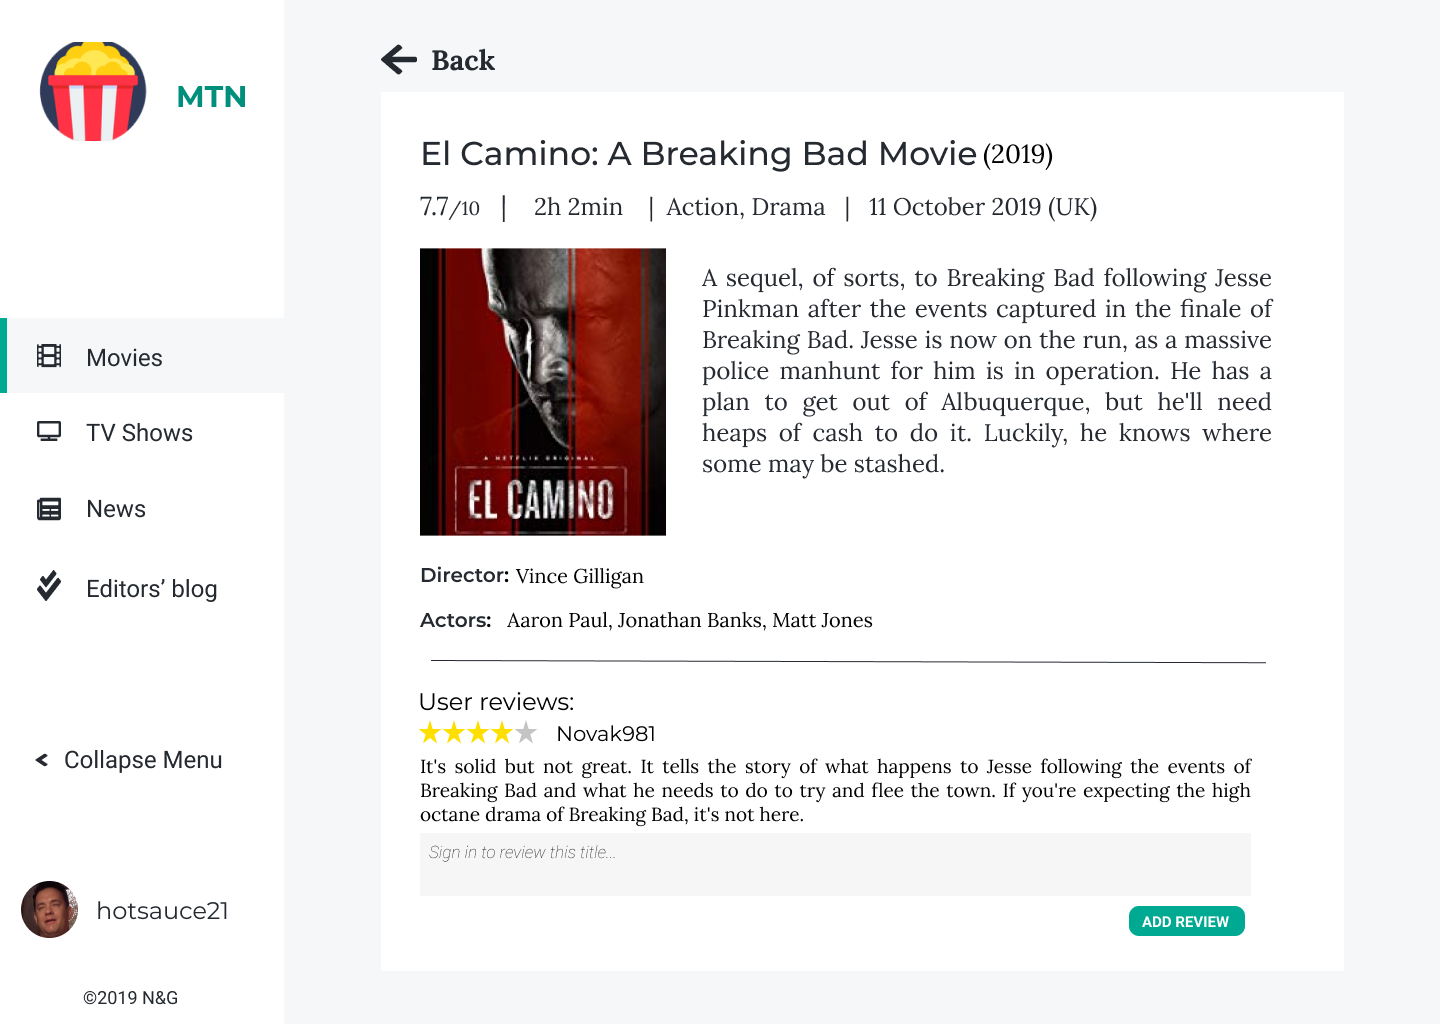 MTN
Movies
TV Shows
News
Editors’ blog
< Collapse Menu
hotsauce21
©2019 N&G
Back
El Camino: A Breaking Bad Movie (2019)
7.7/10 | 2h 2min | Action, Drama | 11 October 2019 (UK)
A NETFLIX ORIGINAL
EL CAMINO
A sequel, of sorts, to Breaking Bad following Jesse
Pinkman after the events captured in the finale of
Breaking Bad. Jesse is now on the run, as a massive
police manhunt for him is in operation. He has a
plan to get out of Albuquerque, but he'll need
heaps of cash to do it. Luckily, he knows where
some may be stashed.
Director: Vince Gilligan
Actors: Aaron Paul, Jonathan Banks, Matt Jones
User reviews:
Novak981
It's solid but not great. It tells the story of what happens to Jesse following the events of
Breaking Bad and what he needs to do to try and flee the town. If you're expecting the high
octane drama of Breaking Bad, it's not here.
Sign in to review this title...
ADD REVIEW